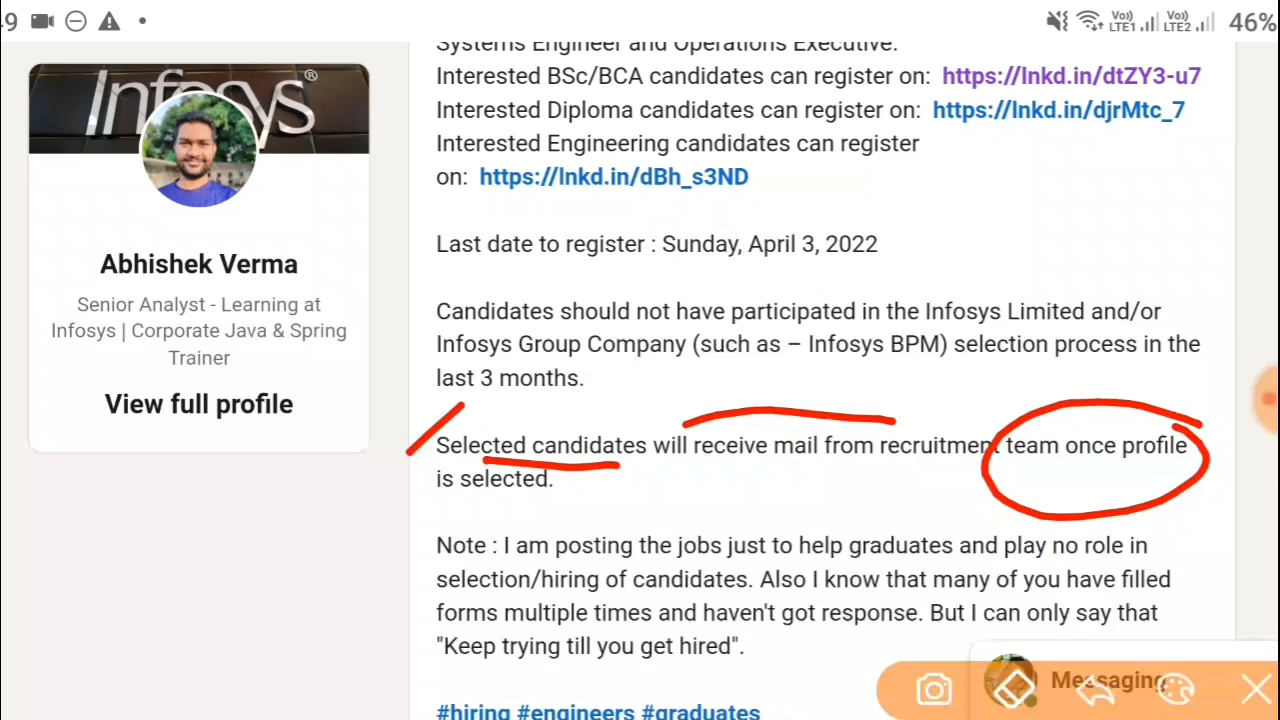 :49
Vo)) LTE1
Vo)) LTE2
46%
Infosys®
Abhishek Verma
Senior Analyst - Learning at
Infosys | Corporate Java & Spring
Trainer
View full profile
Systems Engineer and Operations Executive.
Interested BSc/BCA candidates can register on: https://lnkd.in/dtZY3-u7
Interested Diploma candidates can register on: https://lnkd.in/djrMtc_7
Interested Engineering candidates can register
on: https://lnkd.in/dBh_s3ND
Last date to register : Sunday, April 3, 2022
Candidates should not have participated in the Infosys Limited and/or
Infosys Group Company (such as – Infosys BPM) selection process in the
last 3 months.
Selected candidates will receive mail from recruitment team once profile
is selected.
Note : I am posting the jobs just to help graduates and play no role in
selection/hiring of candidates. Also I know that many of you have filled
forms multiple times and haven't got response. But I can only say that
"Keep trying till you get hired".
#hiring #engineers #graduates
Messaging